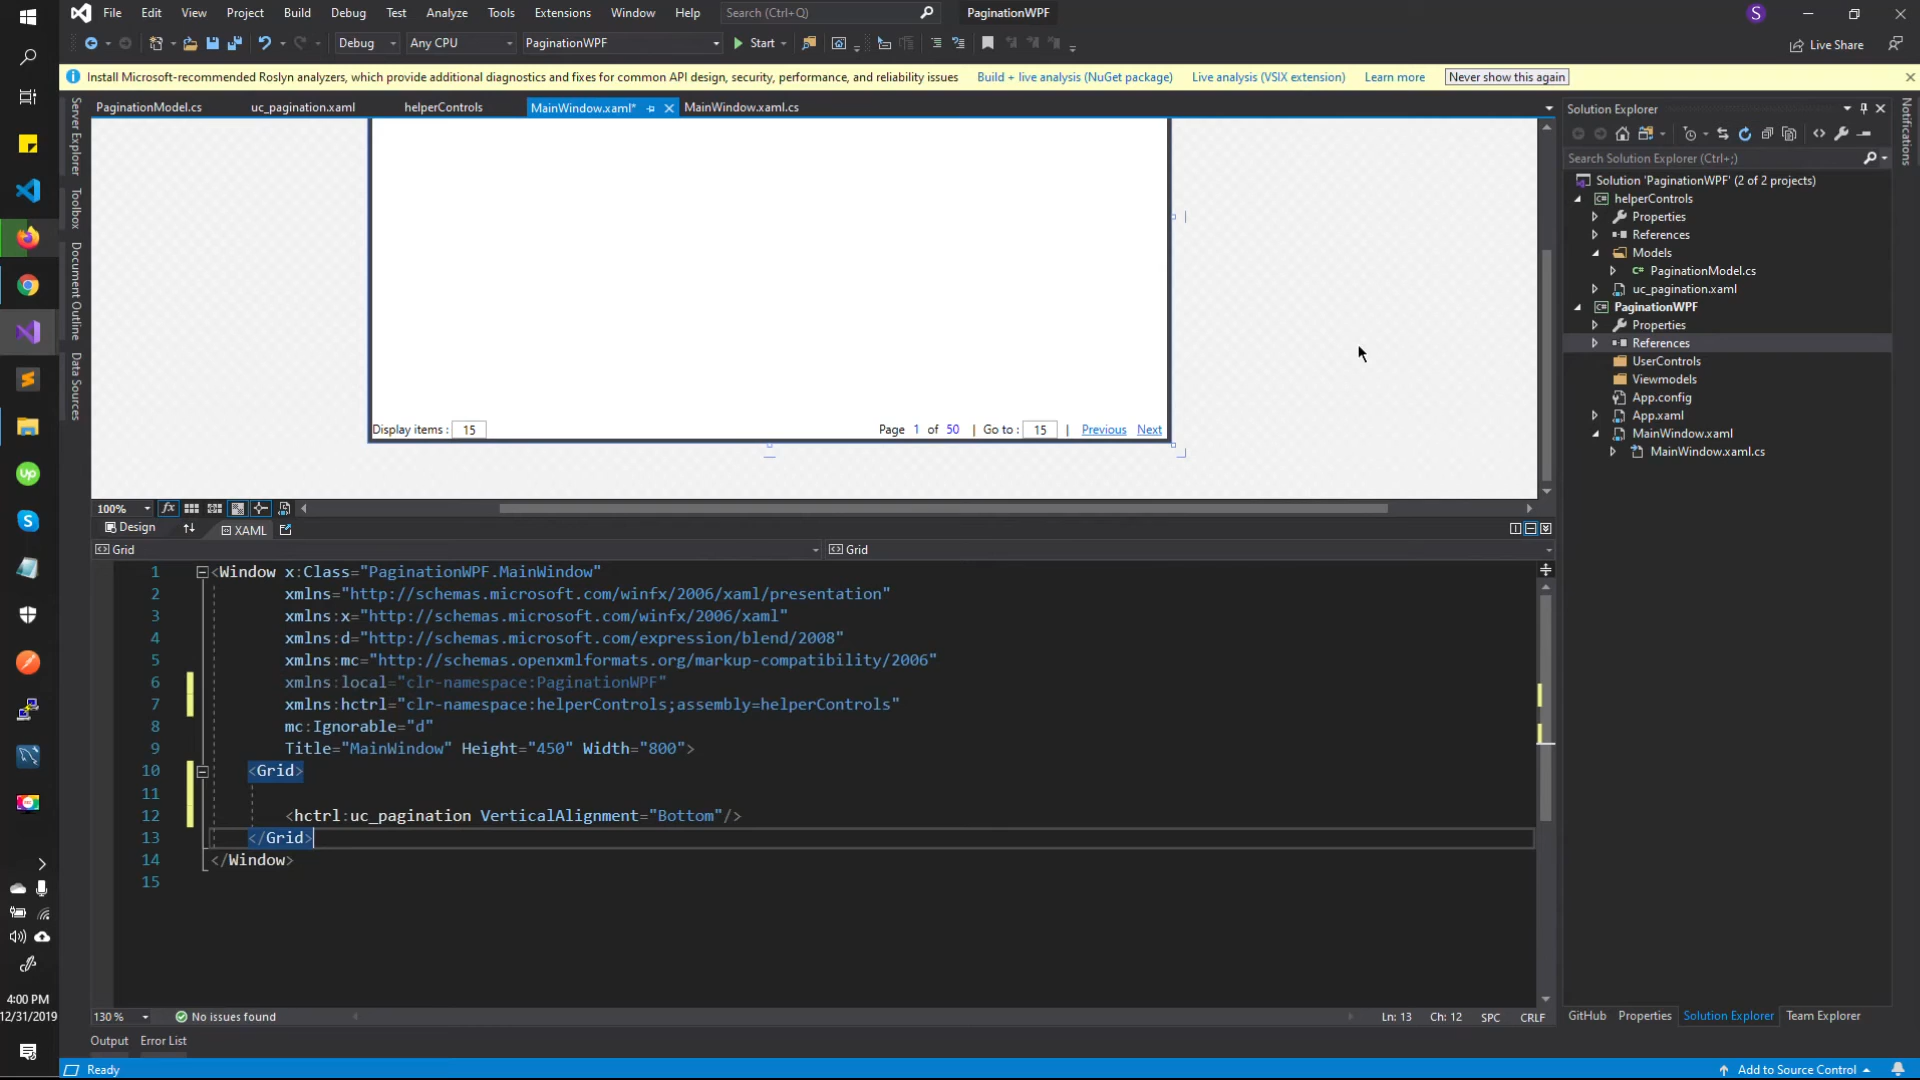 File Edit View Project Build Debug Test Analyze Tools Extensions Window Help Search (Ctrl+Q) PaginationWPF S
Debug Any CPU PaginationWPF Start Live Share
Install Microsoft-recommended Roslyn analyzers, which provide additional diagnostics and fixes for common API design, security, performance, and reliability issues Build + live analysis (NuGet package) Live analysis (VSIX extension) Learn more Never show this again
PaginationModel.cs uc_pagination.xaml helperControls MainWindow.xaml* MainWindow.xaml.cs
Server Explorer
Toolbox
Document Outline
Data Sources
Display items : 15 Page 1 of 50 | Go to : 15 | Previous Next
100% fx
Design XAML
Grid Grid
1 <Window x:Class="PaginationWPF.MainWindow"
2 xmlns="http://schemas.microsoft.com/winfx/2006/xaml/presentation"
3 xmlns:x="http://schemas.microsoft.com/winfx/2006/xaml"
4 xmlns:d="http://schemas.microsoft.com/expression/blend/2008"
5 xmlns:mc="http://schemas.openxmlformats.org/markup-compatibility/2006"
6 xmlns:local="clr-namespace:PaginationWPF"
7 xmlns:hctrl="clr-namespace:helperControls;assembly=helperControls"
8 mc:Ignorable="d"
9 Title="MainWindow" Height="450" Width="800">
10 <Grid>
11
12 <hctrl:uc_pagination VerticalAlignment="Bottom"/>
13 </Grid>
14 </Window>
15
130 % No issues found Ln: 13 Ch: 12 SPC CRLF
Output Error List
Ready Add to Source Control
Solution Explorer
Search Solution Explorer (Ctrl+;)
Solution 'PaginationWPF' (2 of 2 projects)
helperControls
Properties
References
Models
C# PaginationModel.cs
uc_pagination.xaml
PaginationWPF
Properties
References
UserControls
Viewmodels
App.config
App.xaml
MainWindow.xaml
MainWindow.xaml.cs
GitHub Properties Solution Explorer Team Explorer
Notifications
Up
S
4:00 PM
12/31/2019